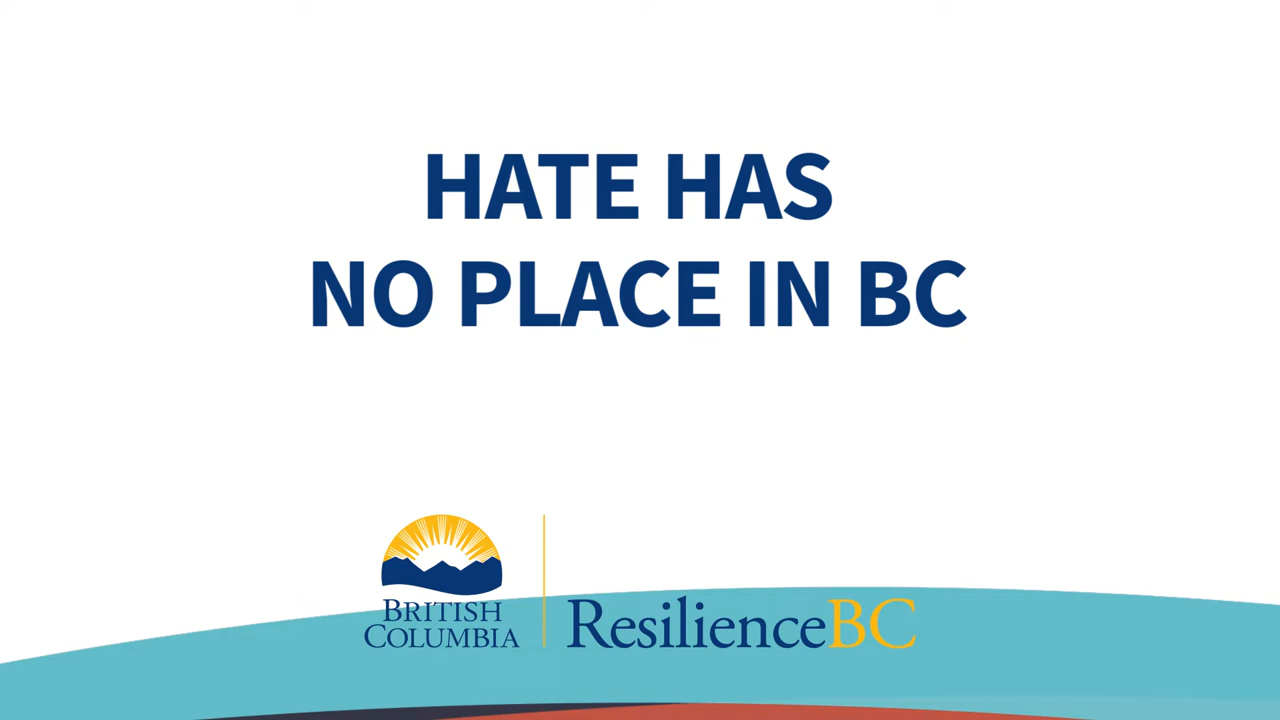 HATE HAS
NO PLACE IN BC
BRITISH
COLUMBIA
ResilienceBC